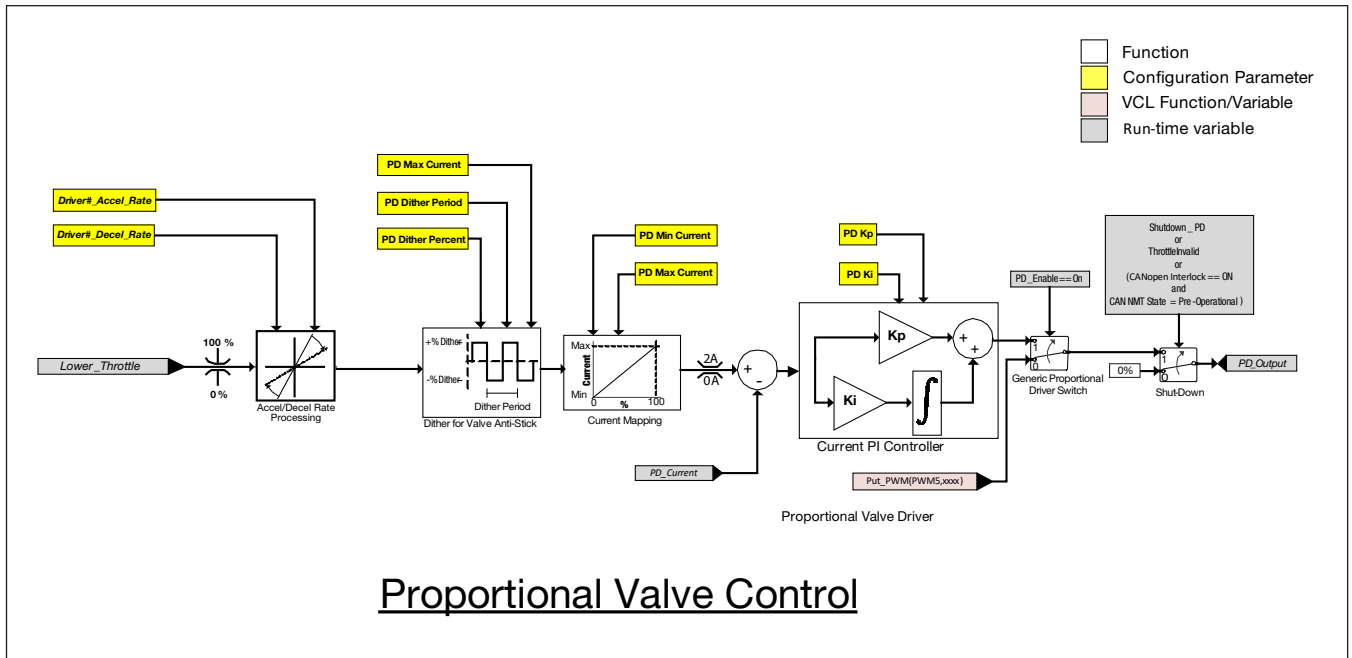 Function
Configuration Parameter
VCL Function/Variable
Run-time variable
PD Max Current
Driver#_Accel_Rate
PD Dither Period
Driver#_Decel_Rate
PD Dither Percent
PD Min Current
PD Max Current
PD Kp
PD Ki
PD_Enable==On
Shutdown_PD
or
ThrottleInvalid
or
(CANopen Interlock == ON
and
CAN NMT State = Pre-Operational )
Lower_Throttle
100 %
0 %
Accel/Decel Rate
Processing
+% Dither
-% Dither
Dither Period
Dither for Valve Anti-Stick
Current
Max
Min
0
100
%
Current Mapping
2A
0A
+
-
PD_Current
Kp
Ki
∫
+
+
Current PI Controller
1
0
Generic Proportional
Driver Switch
0%
1
0
Shut-Down
PD_Output
Put_PWM(PWM5,xxxx)
Proportional Valve Driver
Proportional Valve Control